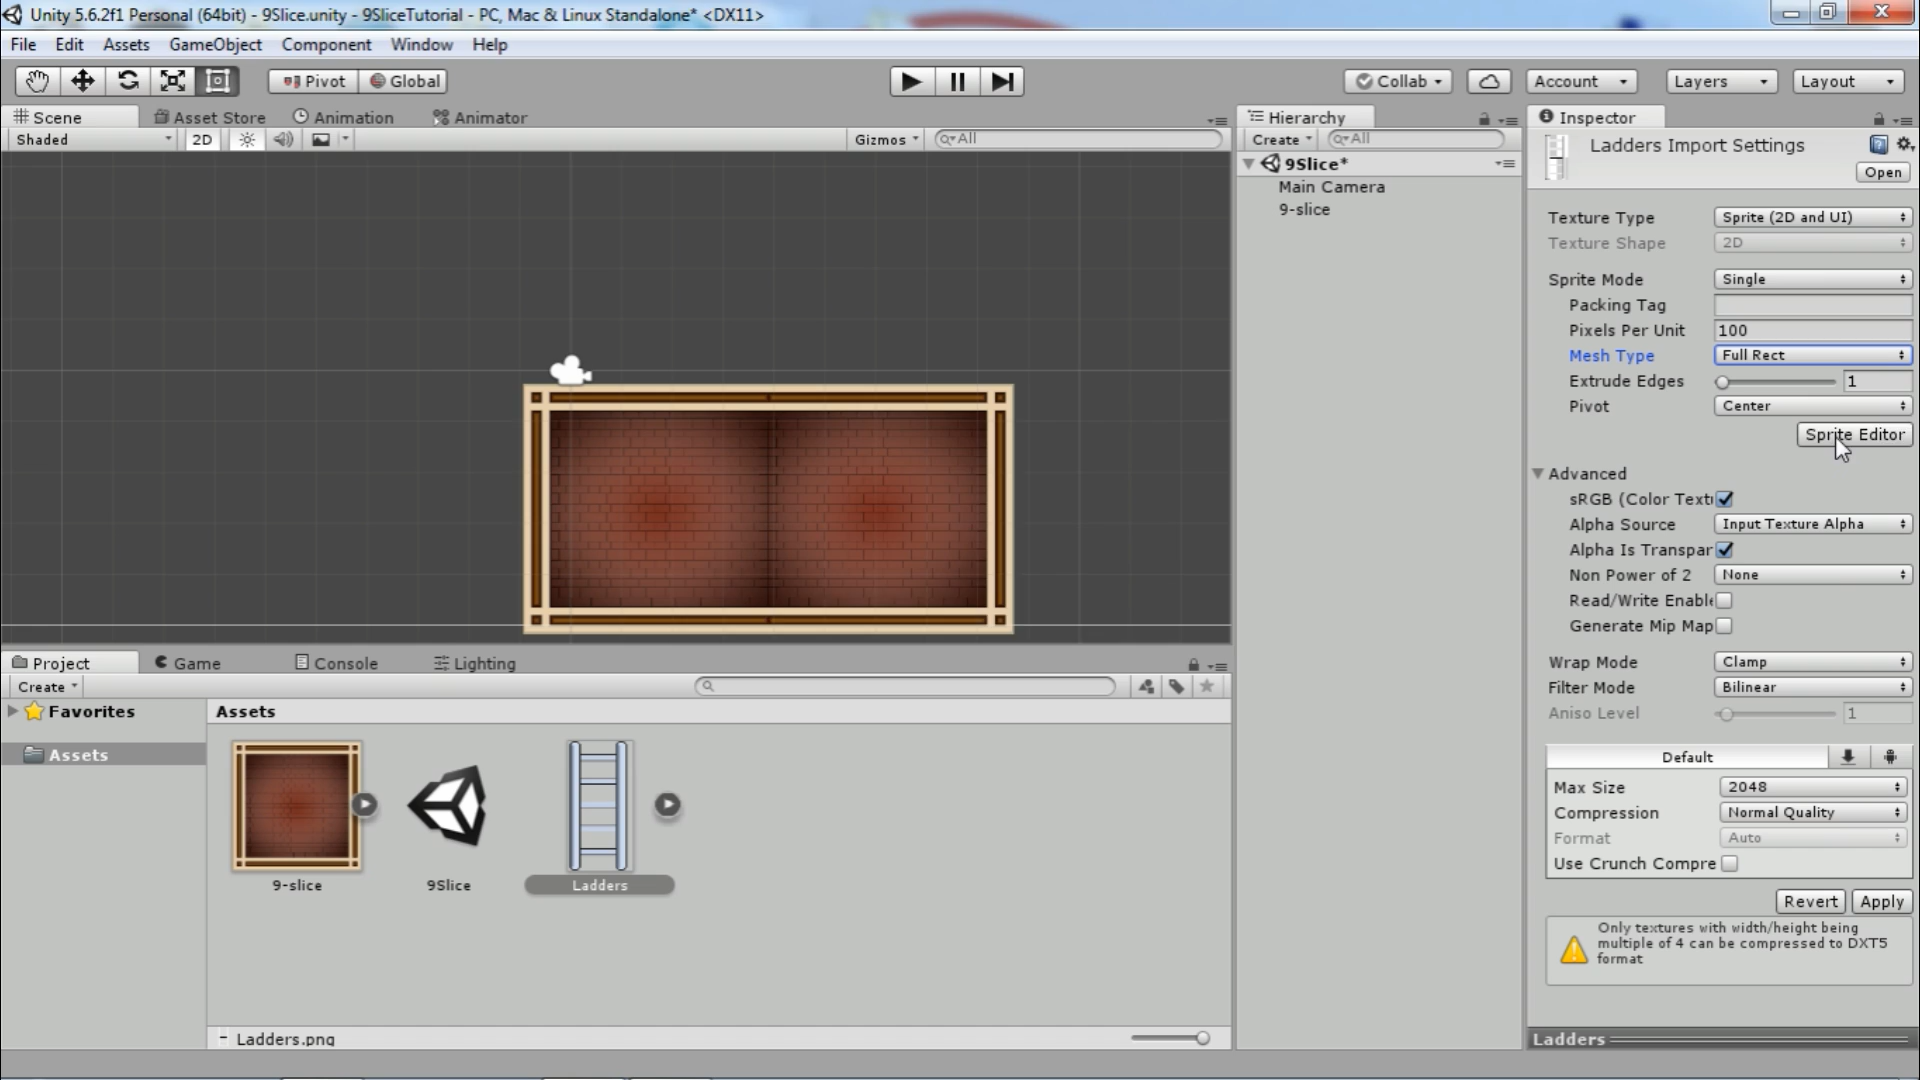 Unity 5.6.2f1 Personal (64bit) - 9Slice.unity - 9SliceTutorial - PC, Mac & Linux Standalone* <DX11>
File Edit Assets GameObject Component Window Help
Pivot Global Collab Account Layers Layout
Scene Asset Store Animation Animator
Shaded 2D Gizmos All
Hierarchy
Create All
9Slice*
Main Camera
9-slice
Inspector
Ladders Import Settings
Open
Texture Type Sprite (2D and UI)
Texture Shape 2D
Sprite Mode Single
Packing Tag
Pixels Per Unit 100
Mesh Type Full Rect
Extrude Edges 1
Pivot Center
Sprite Editor
Advanced
sRGB (Color Text
Alpha Source Input Texture Alpha
Alpha Is Transpar
Non Power of 2 None
Read/Write Enabl
Generate Mip Map
Wrap Mode Clamp
Filter Mode Bilinear
Aniso Level 1
Default
Max Size 2048
Compression Normal Quality
Format Auto
Use Crunch Compre
Revert Apply
Only textures with width/height being
multiple of 4 can be compressed to DXT5
format
Ladders
Project Game Console Lighting
Create
Favorites
Assets
Assets
9-slice 9Slice Ladders
Ladders.png